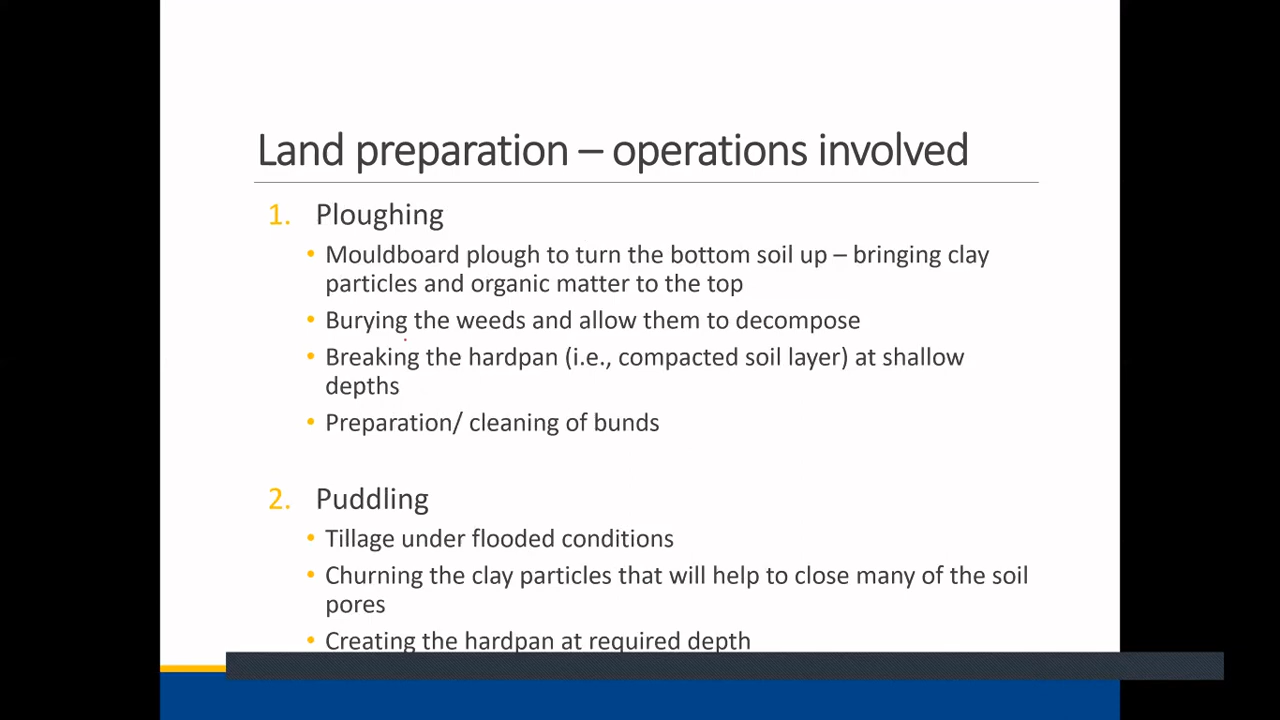 Land preparation – operations involved
1. Ploughing
• Mouldboard plough to turn the bottom soil up – bringing clay
particles and organic matter to the top
• Burying the weeds and allow them to decompose
• Breaking the hardpan (i.e., compacted soil layer) at shallow
depths
• Preparation/ cleaning of bunds
2. Puddling
• Tillage under flooded conditions
• Churning the clay particles that will help to close many of the soil
pores
• Creating the hardpan at required depth